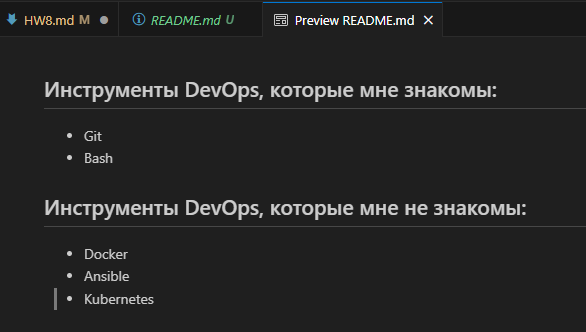 HW8.md M
README.md U
Preview README.md
Инструменты DevOps, которые мне знакомы:
• Git
• Bash
Инструменты DevOps, которые мне не знакомы:
• Docker
• Ansible
• Kubernetes